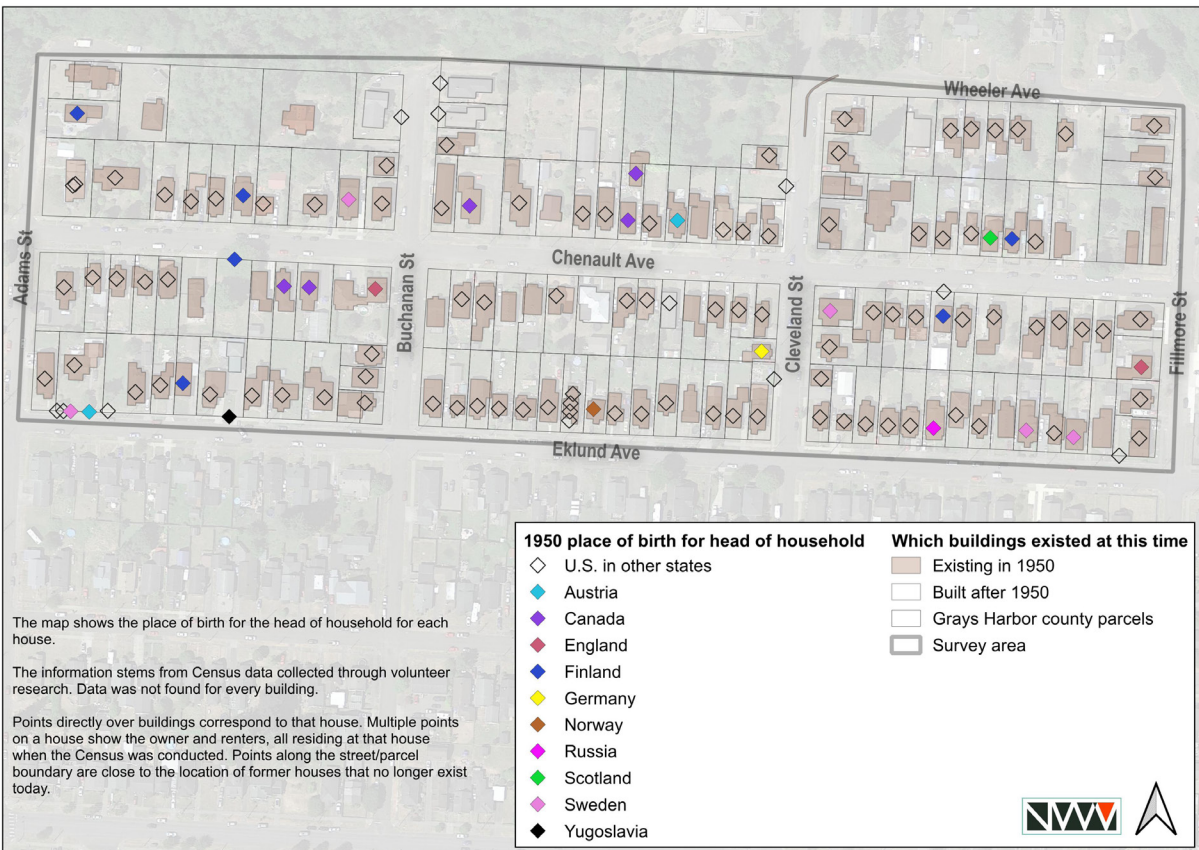 Wheeler Ave
Adams St
Buchanan St
Chenault Ave
Cleveland St
Fillmore St
Eklund Ave
1950 place of birth for head of household
U.S. in other states
Austria
Canada
England
Finland
Germany
Norway
Russia
Scotland
Sweden
Yugoslavia
Which buildings existed at this time
Existing in 1950
Built after 1950
Grays Harbor county parcels
Survey area
The map shows the place of birth for the head of household for each
house.
The information stems from Census data collected through volunteer
research. Data was not found for every building.
Points directly over buildings correspond to that house. Multiple points
on a house show the owner and renters, all residing at that house
when the Census was conducted. Points along the street/parcel
boundary are close to the location of former houses that no longer exist
today.
NWV